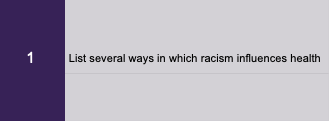 1
List several ways in which racism influences health